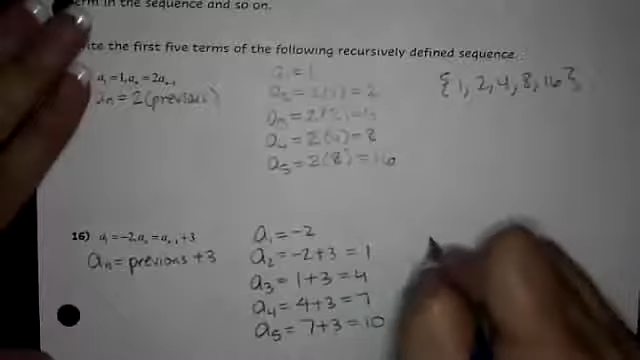 term in the sequence and so on.
ite the first five terms of the following recursively defined sequence.
a₁ = 1, aₙ = 2aₙ₋₁
aₙ = 2(previous)
a₁ = 1
a₂ = 2(1) = 2
a₃ = 2(2) = 4
a₄ = 2(4) = 8
a₅ = 2(8) = 16
{1, 2, 4, 8, 16}
16) a₁ = -2, aₙ = aₙ₋₁ + 3
aₙ = previous + 3
a₁ = -2
a₂ = -2 + 3 = 1
a₃ = 1 + 3 = 4
a₄ = 4 + 3 = 7
a₅ = 7 + 3 = 10